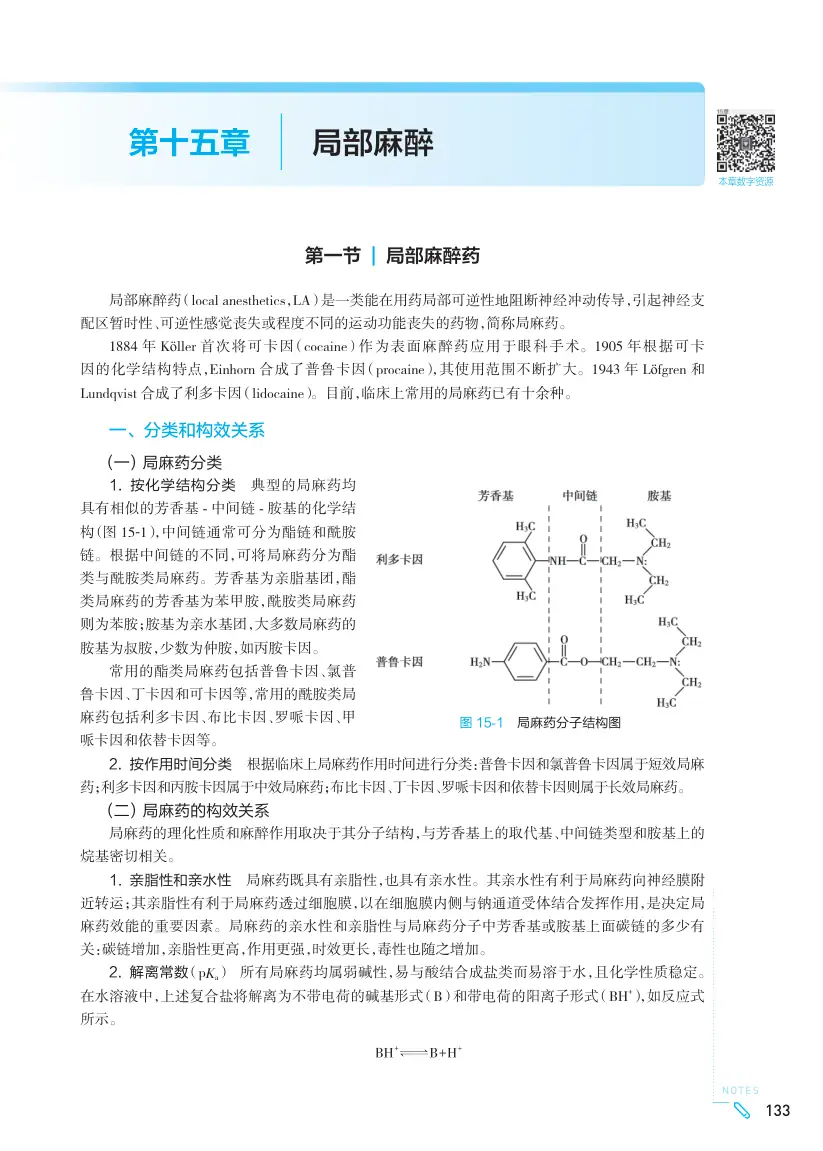 第十五章 局部麻醉
本章数字资源
第一节 | 局部麻醉药
局部麻醉药（local anesthetics,LA）是一类能在用药局部可逆性地阻断神经冲动传导,引起神经支
配区暂时性、可逆性感觉丧失或程度不同的运动功能丧失的药物,简称局麻药。
1884 年 Köller 首次将可卡因（cocaine）作为表面麻醉药应用于眼科手术。1905 年根据可卡
因的化学结构特点,Einhorn 合成了普鲁卡因（procaine）,其使用范围不断扩大。1943 年 Löfgren 和
Lundqvist 合成了利多卡因（lidocaine）。目前,临床上常用的局麻药已有十余种。
一、分类和构效关系
（一）局麻药分类
1. 按化学结构分类 典型的局麻药均
具有相似的芳香基 - 中间链 - 胺基的化学结
构（图 15-1）,中间链通常可分为酯链和酰胺
链。根据中间链的不同,可将局麻药分为酯
类与酰胺类局麻药。芳香基为亲脂基团,酯
类局麻药的芳香基为苯甲胺,酰胺类局麻药
则为苯胺;胺基为亲水基团,大多数局麻药的
胺基为叔胺,少数为仲胺,如丙胺卡因。
常用的酯类局麻药包括普鲁卡因、氯普
鲁卡因、丁卡因和可卡因等,常用的酰胺类局
麻药包括利多卡因、布比卡因、罗哌卡因、甲
哌卡因和依替卡因等。
芳香基 中间链 胺基
H₃C H₃C
O CH₂
利多卡因 NH—C—CH₂—N:
CH₂
H₃C H₃C
H₃C
O CH₂
普鲁卡因 H₂N— C—O—CH₂—CH₂—N:
CH₂
H₃C
图 15-1 局麻药分子结构图
2. 按作用时间分类 根据临床上局麻药作用时间进行分类:普鲁卡因和氯普鲁卡因属于短效局麻
药;利多卡因和丙胺卡因属于中效局麻药;布比卡因、丁卡因、罗哌卡因和依替卡因则属于长效局麻药。
（二）局麻药的构效关系
局麻药的理化性质和麻醉作用取决于其分子结构,与芳香基上的取代基、中间链类型和胺基上的
烷基密切相关。
1. 亲脂性和亲水性 局麻药既具有亲脂性,也具有亲水性。其亲水性有利于局麻药向神经膜附
近转运;其亲脂性有利于局麻药透过细胞膜,以在细胞膜内侧与钠通道受体结合发挥作用,是决定局
麻药效能的重要因素。局麻药的亲水性和亲脂性与局麻药分子中芳香基或胺基上面碳链的多少有
关:碳链增加,亲脂性更高,作用更强,时效更长,毒性也随之增加。
2. 解离常数（pKₐ） 所有局麻药均属弱碱性,易与酸结合成盐类而易溶于水,且化学性质稳定。
在水溶液中,上述复合盐将解离为不带电荷的碱基形式（B）和带电荷的阳离子形式（BH⁺）,如反应式
所示。
BH⁺⇌B+H⁺
NOTES
133